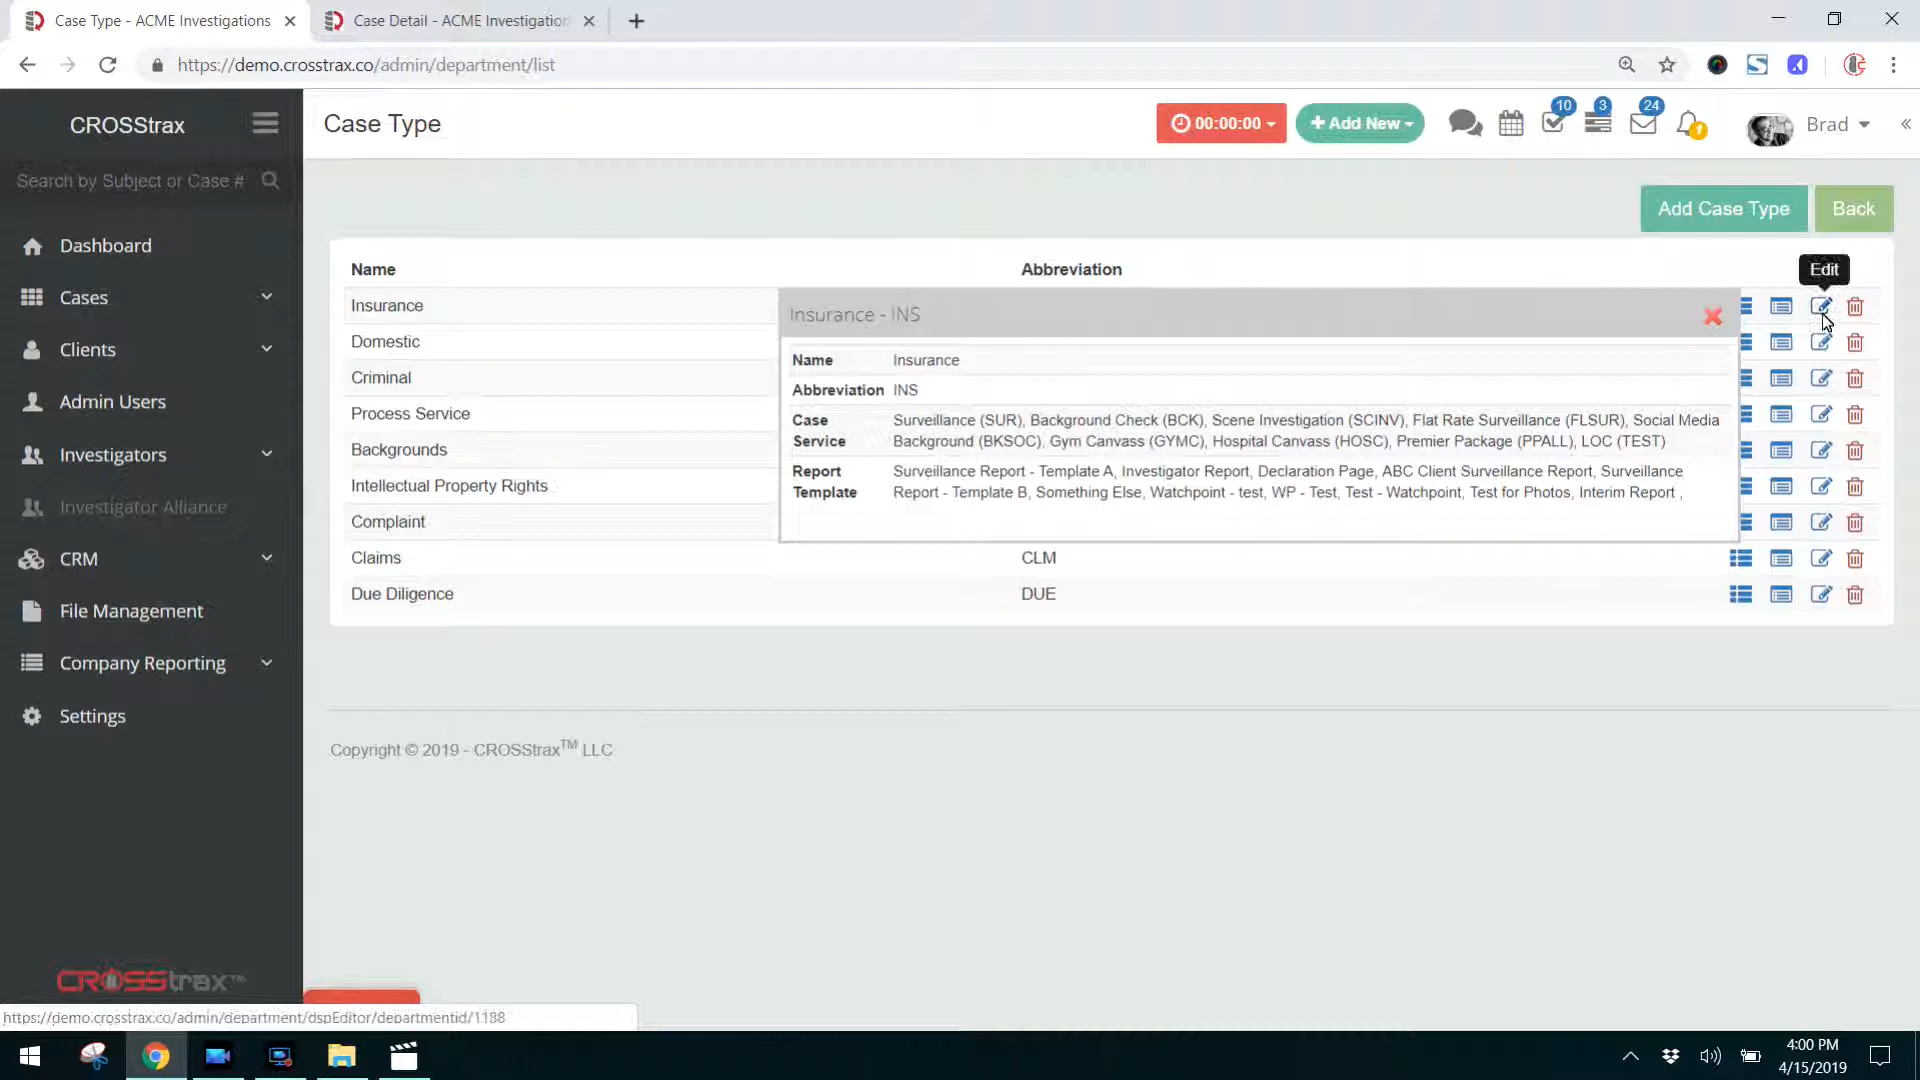 Case Type - ACME Investigations
Case Detail - ACME Investigation
https://demo.crosstrax.co/admin/department/list
CROSStrax
Case Type
00:00:00
+ Add New
10
3
24
1
Brad
Search by Subject or Case #
Add Case Type
Back
Dashboard
Cases
Clients
Admin Users
Investigators
Investigator Alliance
CRM
File Management
Company Reporting
Settings
Name
Abbreviation
Edit
Insurance
Domestic
Criminal
Process Service
Backgrounds
Intellectual Property Rights
Complaint
Claims
CLM
Due Diligence
DUE
Insurance - INS
Name Insurance
Abbreviation INS
Case Surveillance (SUR), Background Check (BCK), Scene Investigation (SCINV), Flat Rate Surveillance (FLSUR), Social Media
Service Background (BKSOC), Gym Canvass (GYMC), Hospital Canvass (HOSC), Premier Package (PPALL), LOC (TEST)
Report Surveillance Report - Template A, Investigator Report, Declaration Page, ABC Client Surveillance Report, Surveillance
Template Report - Template B, Something Else, Watchpoint - test, WP - Test, Test - Watchpoint, Test for Photos, Interim Report ,
Copyright © 2019 - CROSStrax™ LLC
CROSStrax™
https://demo.crosstrax.co/admin/department/dspEditor/departmentid/1188
4:00 PM
4/15/2019